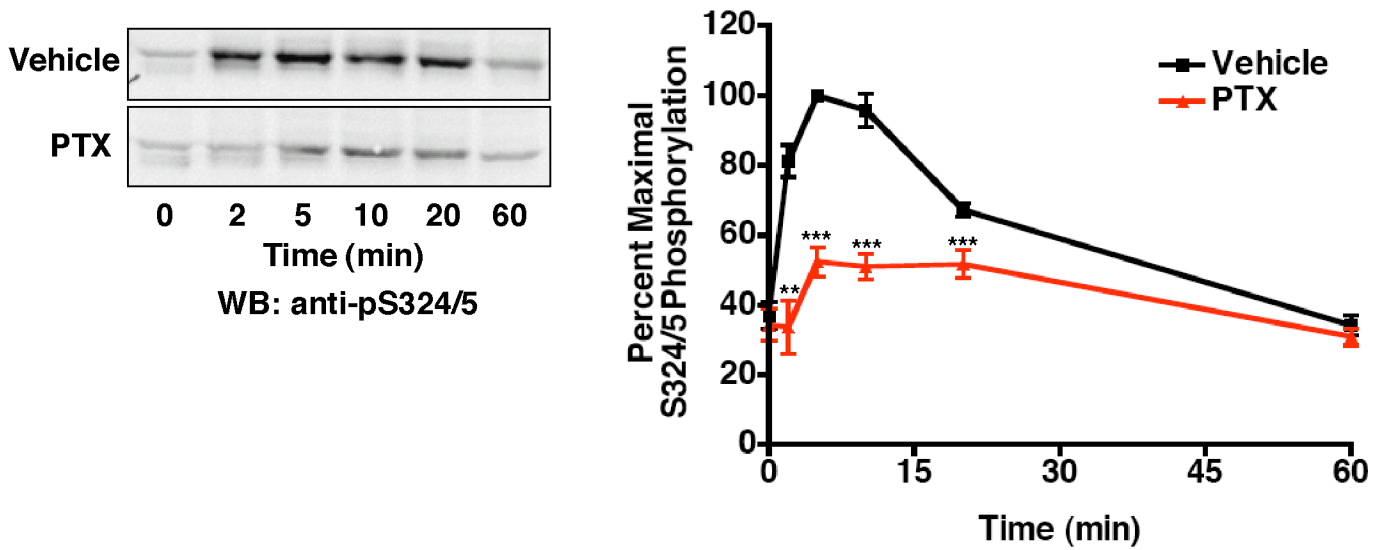 Vehicle
PTX
0 2 5 10 20 60
Time (min)
WB: anti-pS324/5
Percent Maximal
S324/5 Phosphorylation
120
100
80
60
40
20
0
Vehicle
PTX
***
***
***
**
0 15 30 45 60
Time (min)